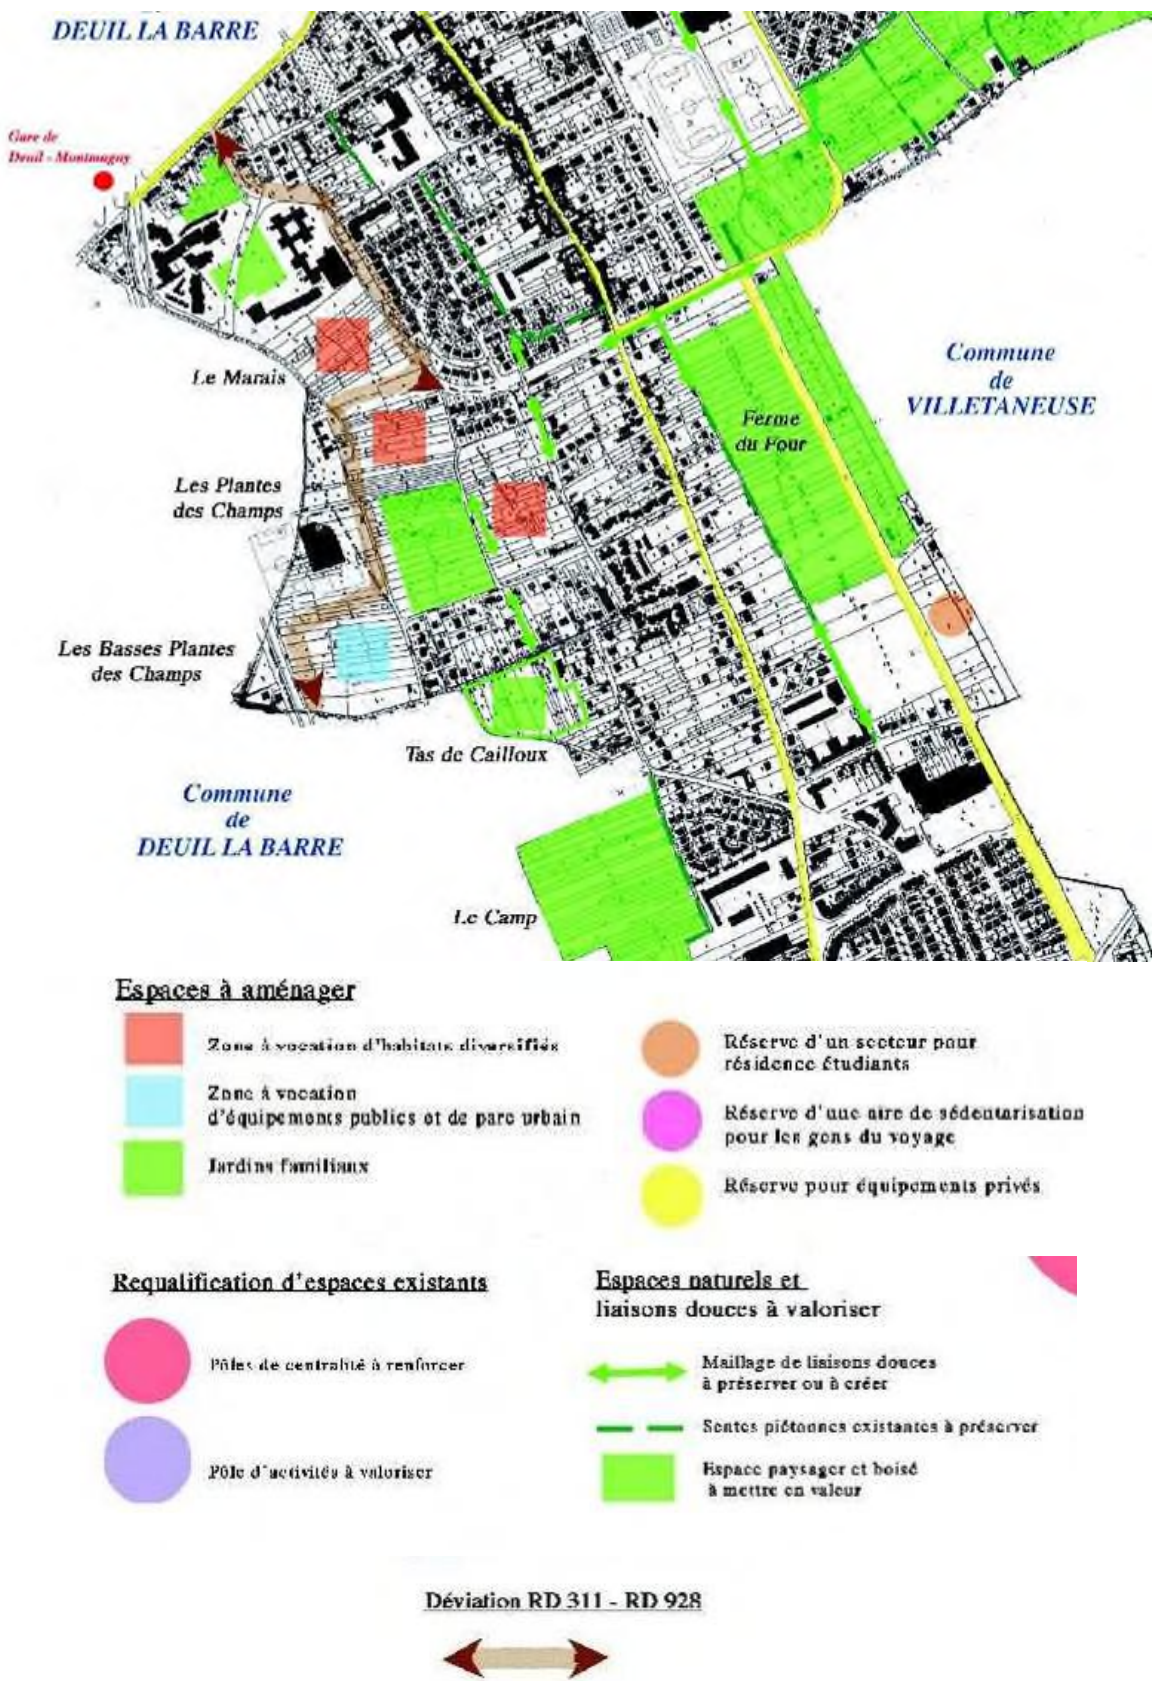 DEUIL LA BARRE
Gare de
Deuil - Montmagny
Le Marais
Commune
de
VILLETANEUSE
Ferme
du Four
Les Plantes
des Champs
Les Basses Plantes
des Champs
Tas de Cailloux
Commune
de
DEUIL LA BARRE
Le Camp
Espaces à aménager
Zone à vocation d'habitats diversifiés
Zone à vocation
d'équipements publics et de parc urbain
Jardins familiaux
Réserve d'un secteur pour
résidence étudiants
Réserve d'une aire de sédentarisation
pour les gens du voyage
Réserve pour équipements privés
Requalification d'espaces existants
Pôles de centralité à renforcer
Pôle d'activités à valoriser
Espaces naturels et
liaisons douces à valoriser
Maillage de liaisons douces
à préserver ou à créer
Sentes piétonnes existantes à préserver
Espace paysager et boisé
à mettre en valeur
Déviation RD 311 - RD 928